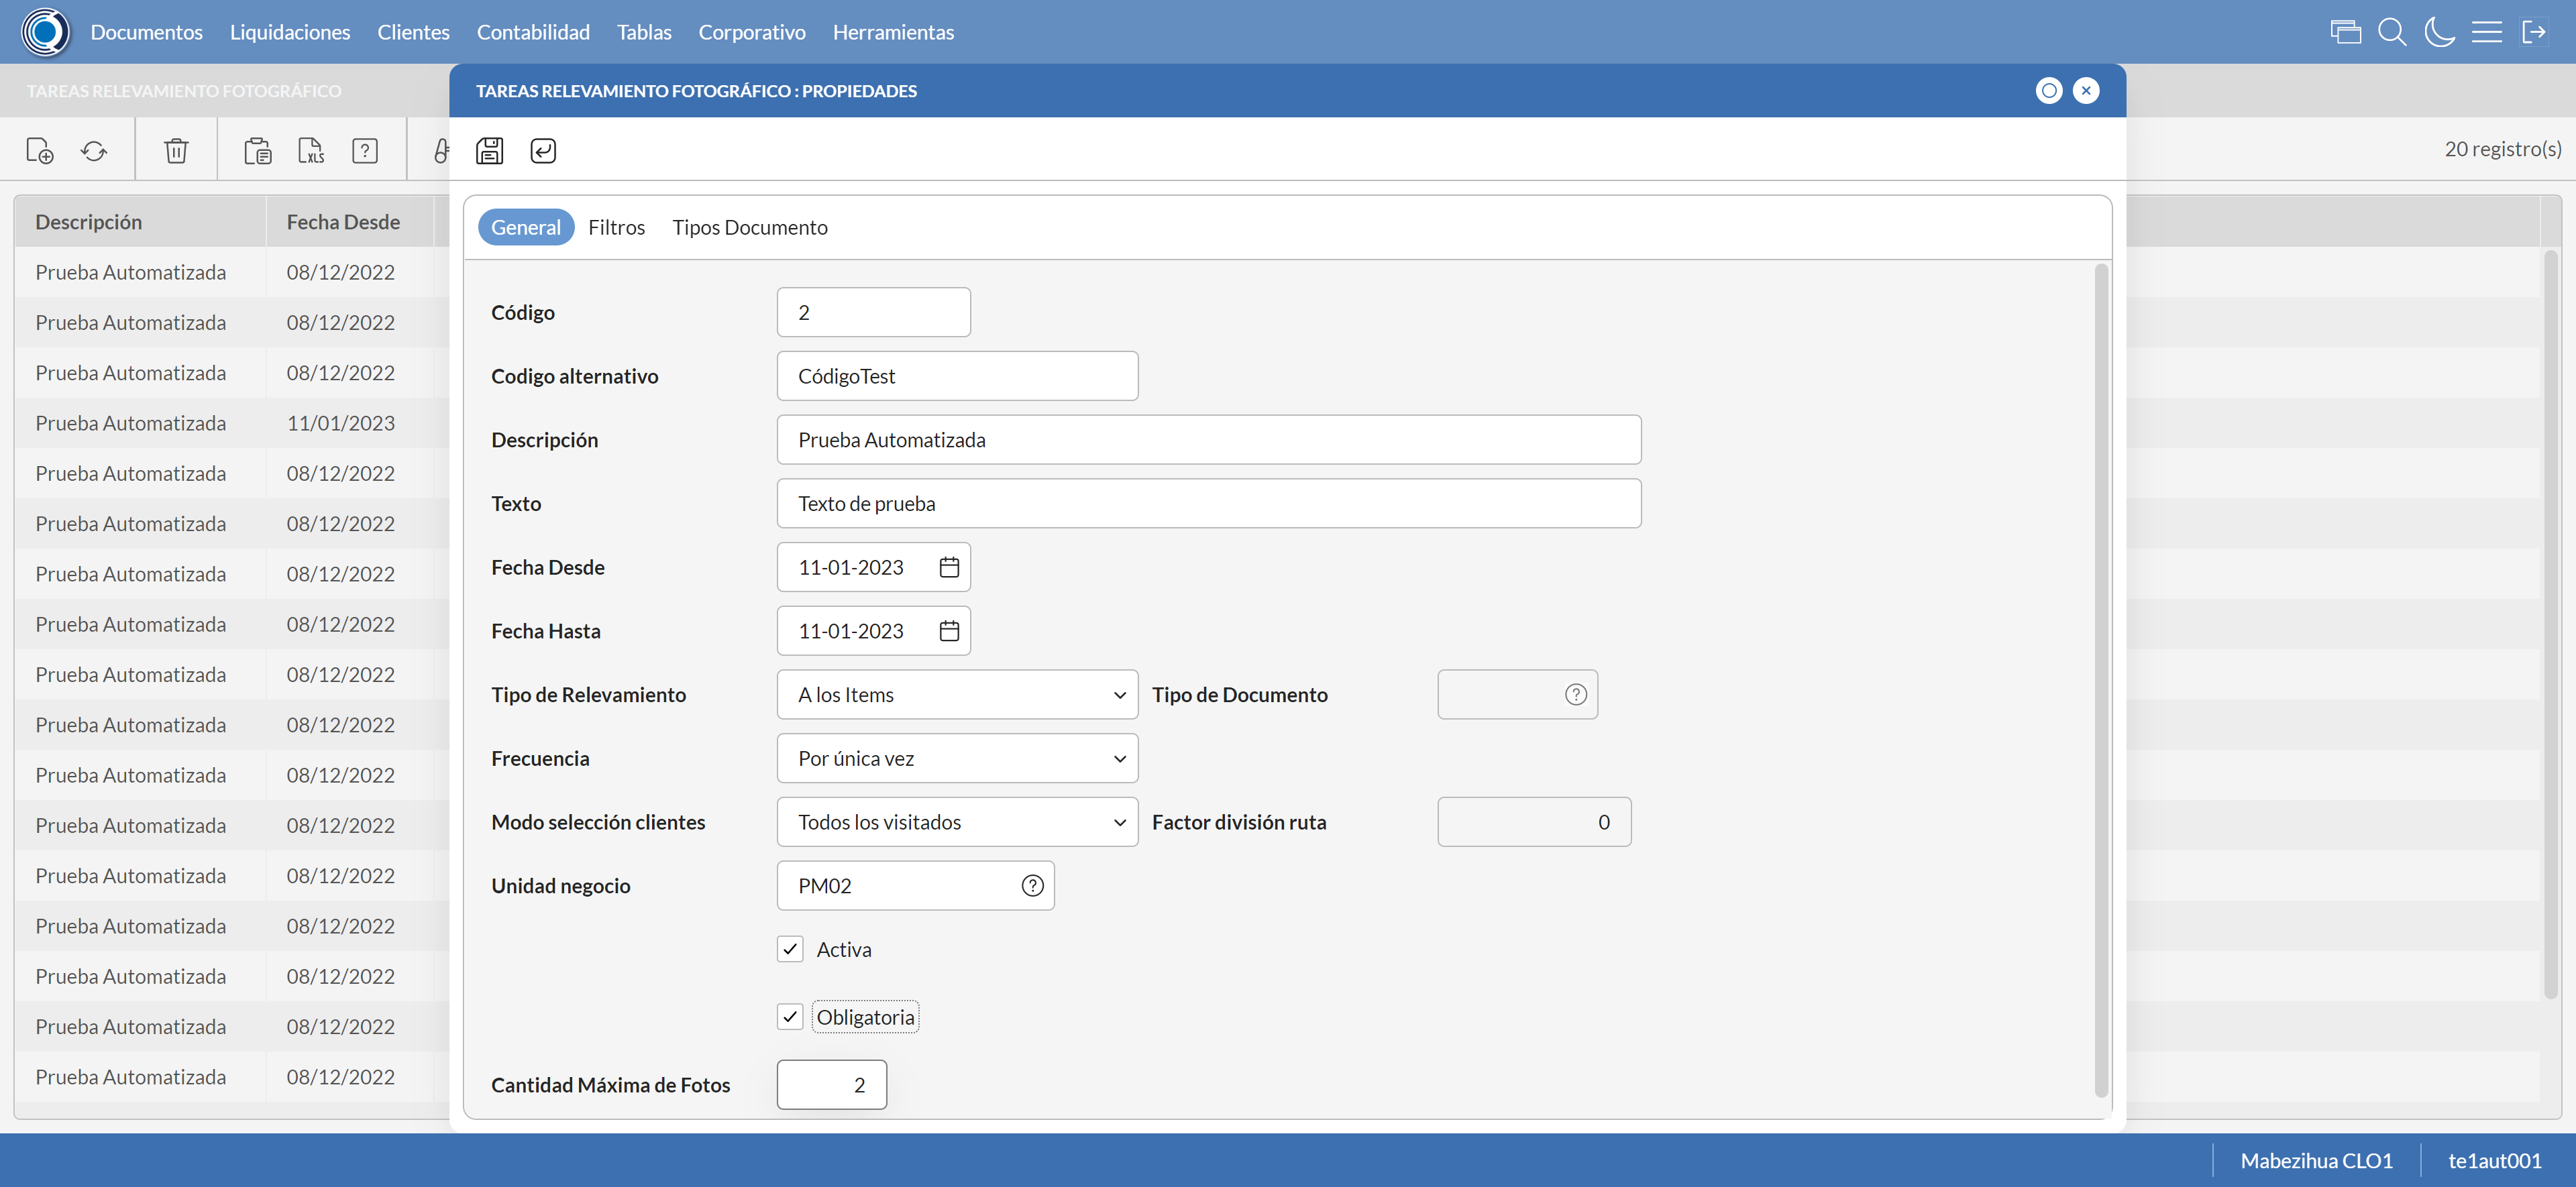 Documentos Liquidaciones Clientes Contabilidad Tablas Corporativo Herramientas
TAREAS RELEVAMIENTO FOTOGRÁFICO
TAREAS RELEVAMIENTO FOTOGRÁFICO : PROPIEDADES
XLS ?
20 registro(s)
Descripción Fecha Desde
Prueba Automatizada 08/12/2022
Prueba Automatizada 08/12/2022
Prueba Automatizada 08/12/2022
Prueba Automatizada 11/01/2023
Prueba Automatizada 08/12/2022
Prueba Automatizada 08/12/2022
Prueba Automatizada 08/12/2022
Prueba Automatizada 08/12/2022
Prueba Automatizada 08/12/2022
Prueba Automatizada 08/12/2022
Prueba Automatizada 08/12/2022
Prueba Automatizada 08/12/2022
Prueba Automatizada 08/12/2022
Prueba Automatizada 08/12/2022
Prueba Automatizada 08/12/2022
Prueba Automatizada 08/12/2022
Prueba Automatizada 08/12/2022
General Filtros Tipos Documento
Código 2
Codigo alternativo CódigoTest
Descripción Prueba Automatizada
Texto Texto de prueba
Fecha Desde 11-01-2023
Fecha Hasta 11-01-2023
Tipo de Relevamiento A los Items Tipo de Documento ?
Frecuencia Por única vez
Modo selección clientes Todos los visitados Factor división ruta 0
Unidad negocio PM02 ?
Activa
Obligatoria
Cantidad Máxima de Fotos 2
Mabezihua CLO1 te1aut001